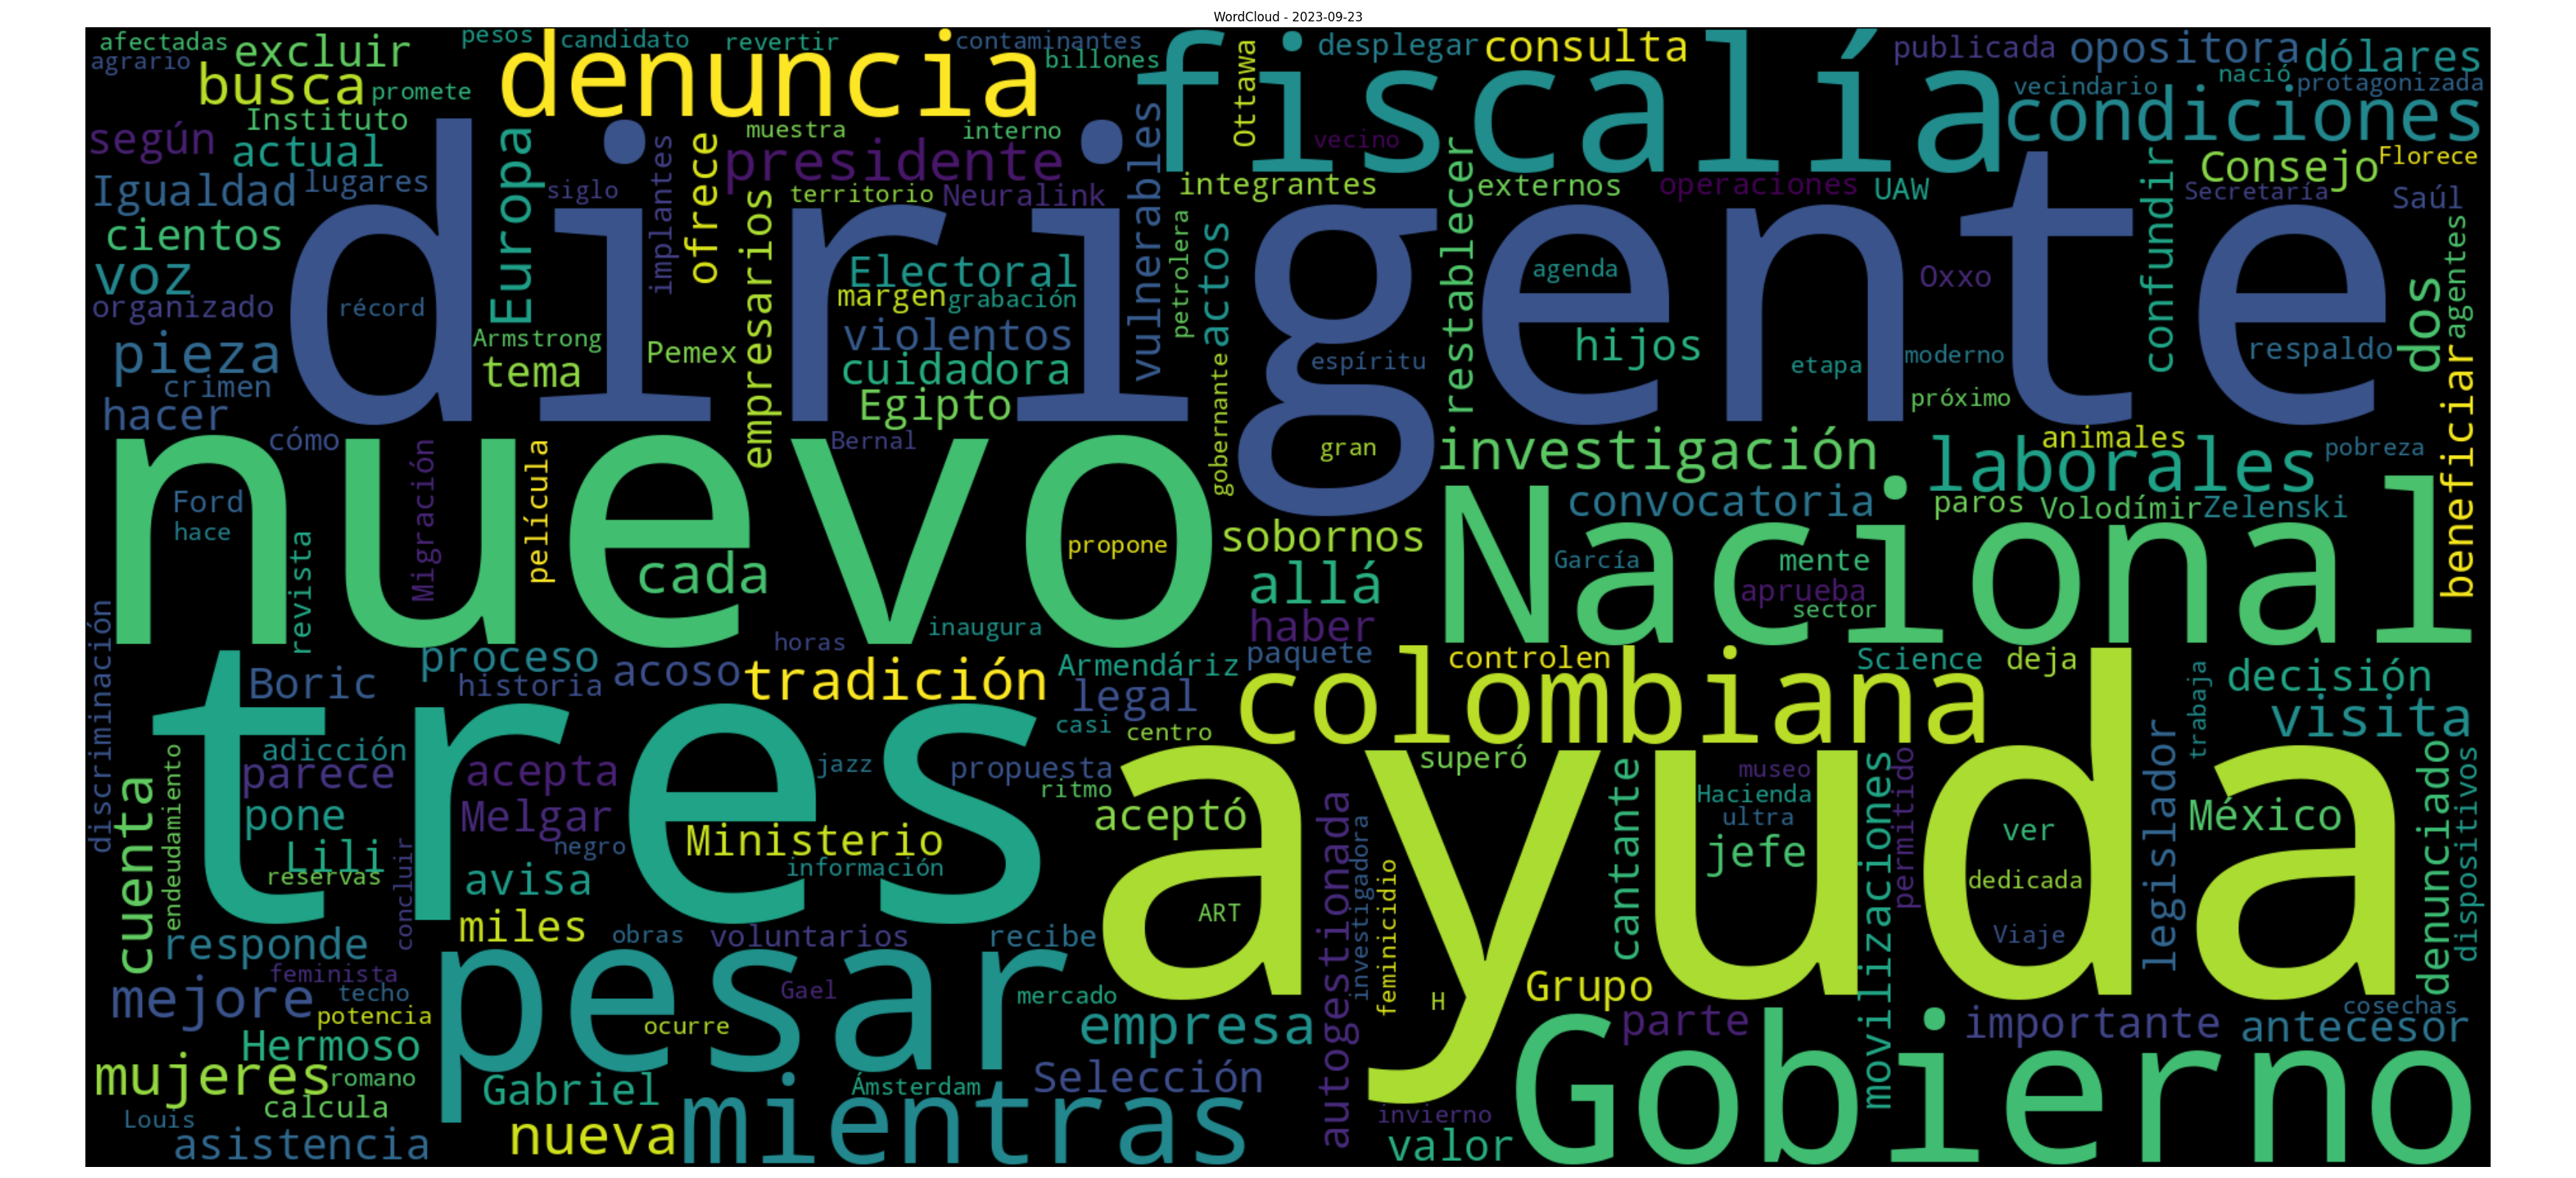 WordCloud - 2023-09-23
afectadas
excluir
pesos
candidato
revertir
contaminantes
agrario
busca
promete
denuncia
billones
fiscalía
Ottawa
desplegar
consulta
publicada
opositora
dólares
vecindario
nació
protagonizada
condiciones
Instituto
según
actual
Igualdad
lugares
cientos
voz
organizado
récord
pieza
crimen
hacer
Europa
siglo
implantes
ofrece
muestra
interno
presidente
territorio
Neuralink
empresarios
vulnerables
integrantes
vecino
externos
operaciones
UAW
confundir
Consejo
Florece
Secretaría
Saúl
dirigente
Electoral
margen
grabación
violentos
cuidadora
Egipto
petrolera
actos
gobernante
restablecer
agenda
espíritu
hijos
etapa
Oxxo
moderno
próximo
respaldo
dos
agentes
beneficiar
Armstrong
tema
Pemex
cómo
Bernal
gran
investigación
animales
laborales
pobreza
nuevo
Ford
hace
revista
Migración
película
cada
propone
inaugura
horas
sobornos
convocatoria
paros
Volodímir
Zelenski
García
mente
aprueba
sector
Nacional
allá
haber
discriminación
Boric
proceso
historia
acoso
tradición
Armendáriz
legal
paquete
controlen
Science
deja
decisión
visita
trabaja
colombiana
casi
centro
tres
adicción
parece
pone
Lili
reservas
endeudamiento
cuenta
concluir
acepta
Melgar
negro
avisa
miles
Ministerio
información
jazz
propuesta
ritmo
aceptó
superó
museo
Hacienda
ultra
jefe
cantante
movilizaciones
permitido
ver
dedicada
Viaje
legislador
México
denunciado
dispositivos
ayuda
ART
autogestionada
investigadora
feminicidio
H
Grupo
parte
importante
antecesor
cosechas
responde
feminista
mejore
techo
potencia
Hermoso
mujeres
romano
calcula
Louis
asistencia
obras
voluntarios
recibe
pesar
Gael
ocurre
mercado
empresa
Gabriel
Ámsterdam
Selección
nueva
mientras
invierno
valor
Gobierno